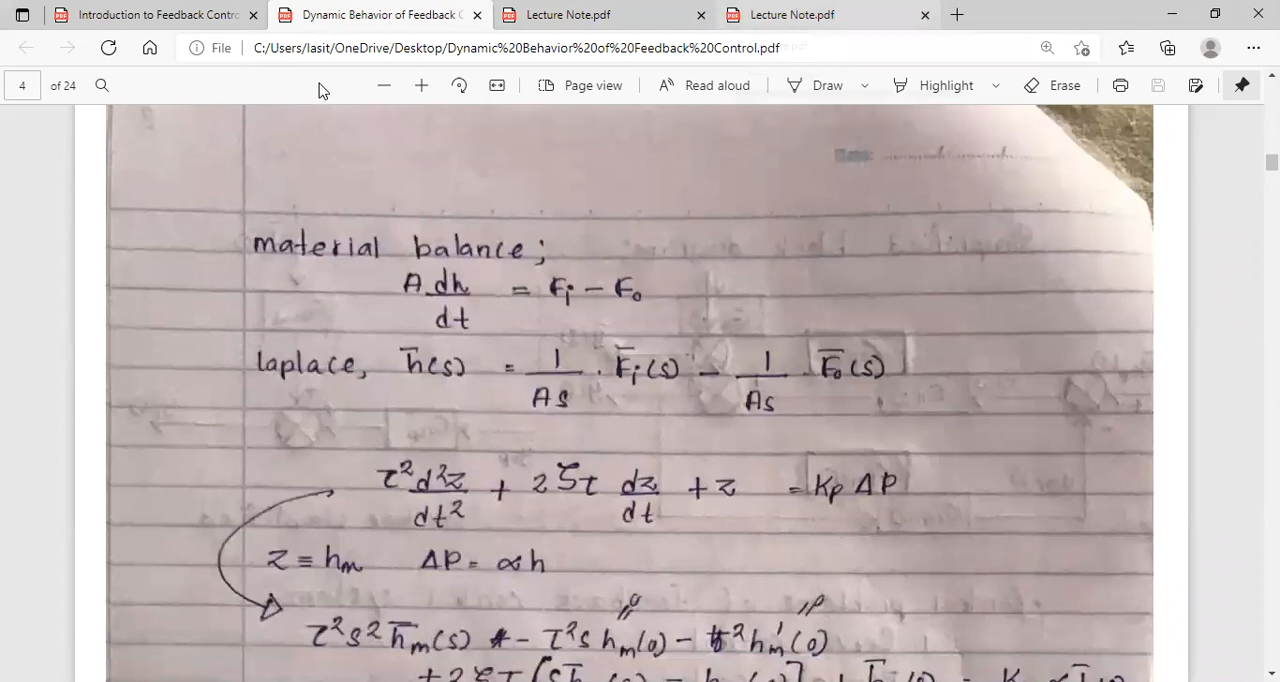 Introduction to Feedback Contro
Dynamic Behavior of Feedback C
Lecture Note.pdf
Lecture Note.pdf
File C:/Users/lasit/OneDrive/Desktop/Dynamic%20Behavior%20of%20Feedback%20Control.pdf
4 of 24 Page view Read aloud Draw Highlight Erase
material balance;
A dh/dt = Fi - Fo
laplace, h̄(s) = 1/As . F̄i(s) - 1/As . F̄o(s)
τ²d²z/dt² + 2ζτ dz/dt + z = Kp ΔP
z ≡ hm ΔP = αh
τ²s² h̄m(s) - τ²s hm(0) - τ² hm'(0)